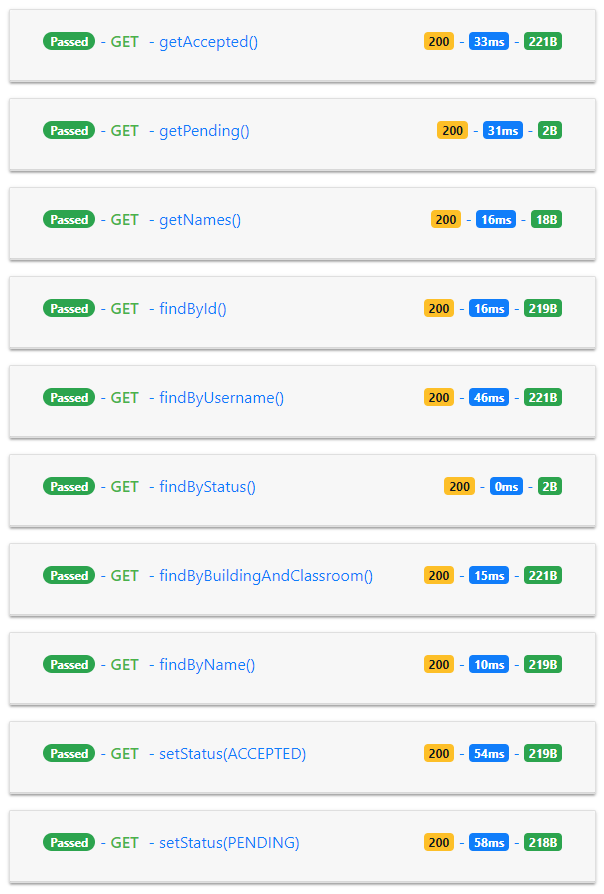 Passed - GET - getAccepted() 200 - 33ms - 221B
Passed - GET - getPending() 200 - 31ms - 2B
Passed - GET - getNames() 200 - 16ms - 18B
Passed - GET - findById() 200 - 16ms - 219B
Passed - GET - findByUsername() 200 - 46ms - 221B
Passed - GET - findByStatus() 200 - 0ms - 2B
Passed - GET - findByBuildingAndClassroom() 200 - 15ms - 221B
Passed - GET - findByName() 200 - 10ms - 219B
Passed - GET - setStatus(ACCEPTED) 200 - 54ms - 219B
Passed - GET - setStatus(PENDING) 200 - 58ms - 218B